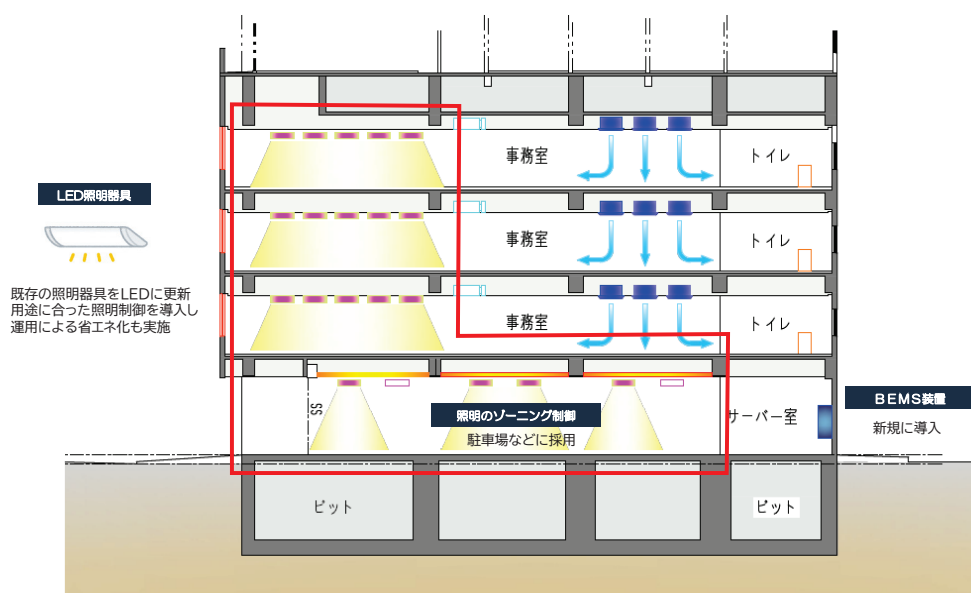 事務室
トイレ
LED照明器具
既存の照明器具をLEDに更新
用途に合った照明制御を導入し
運用による省エネ化も実施
事務室
トイレ
事務室
トイレ
SS
照明のゾーニング制御
駐車場などに採用
サーバー室
BEMS装置
新規に導入
ピット
ピット